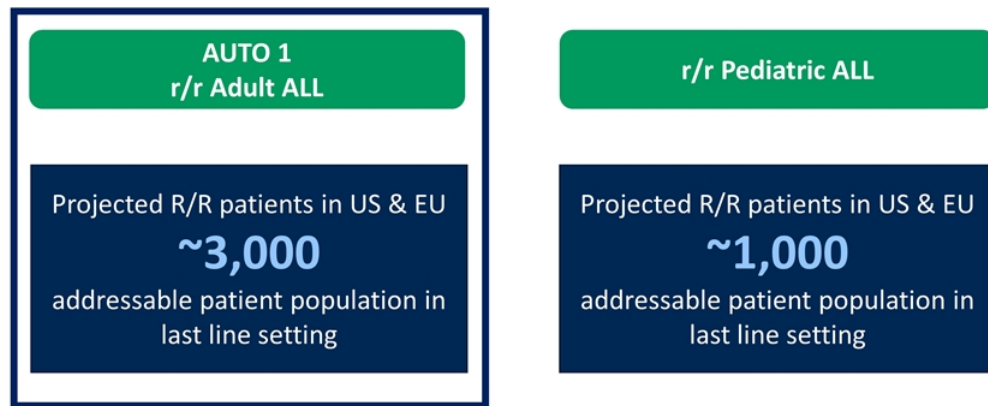 AUTO 1
r/r Adult ALL
Projected R/R patients in US & EU
~3,000
addressable patient population in
last line setting
r/r Pediatric ALL
Projected R/R patients in US & EU
~1,000
addressable patient population in
last line setting